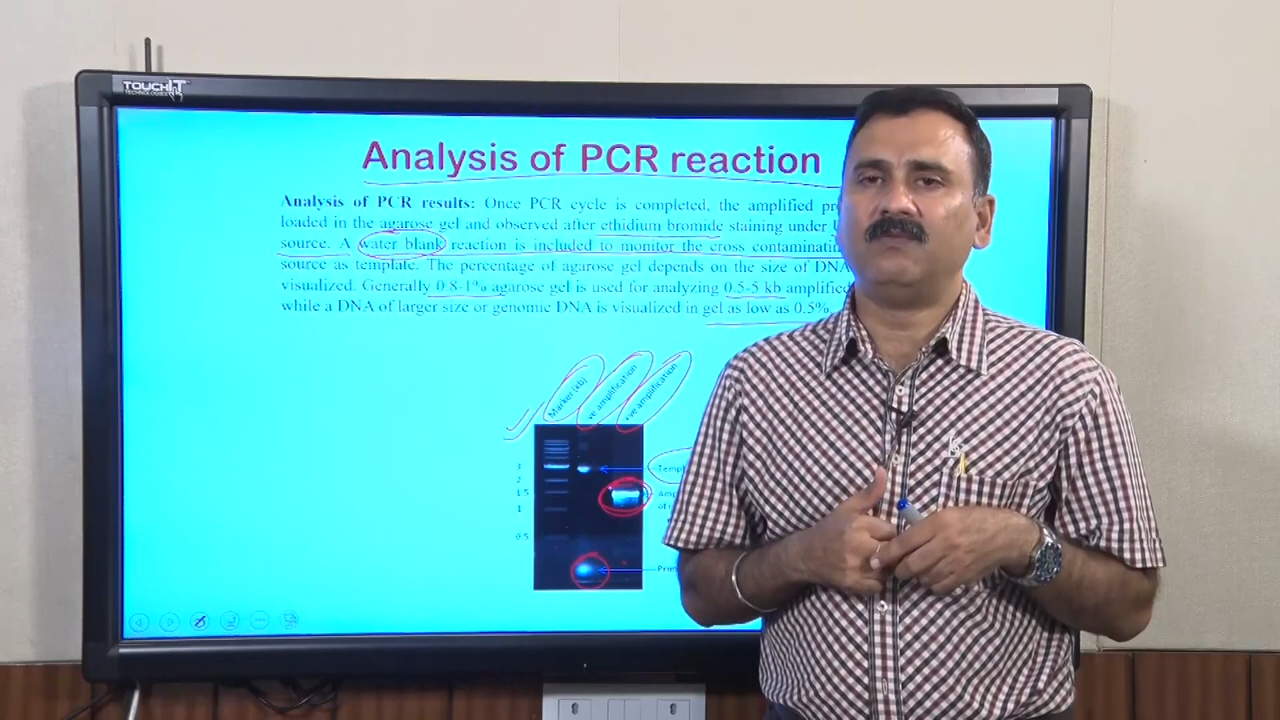 TOUCHIT
TECHNOLOGIES
Analysis of PCR reaction
Analysis of PCR results: Once PCR cycle is completed, the amplified
loaded in the agarose gel and observed after ethidium bromide staining under
source. A water blank reaction is included to monitor the cross
source as template. The percentage of agarose gel depends on the size of DNA
visualized. Generally 0.8-1% agarose gel is used for analyzing 0.5-5 kb amplified
while a DNA of larger size or genomic DNA is visualized in gel as low as 0.5%.
Marker (kb)
-ve amplification
+ve amplification
3
2
1.5
1
0.5